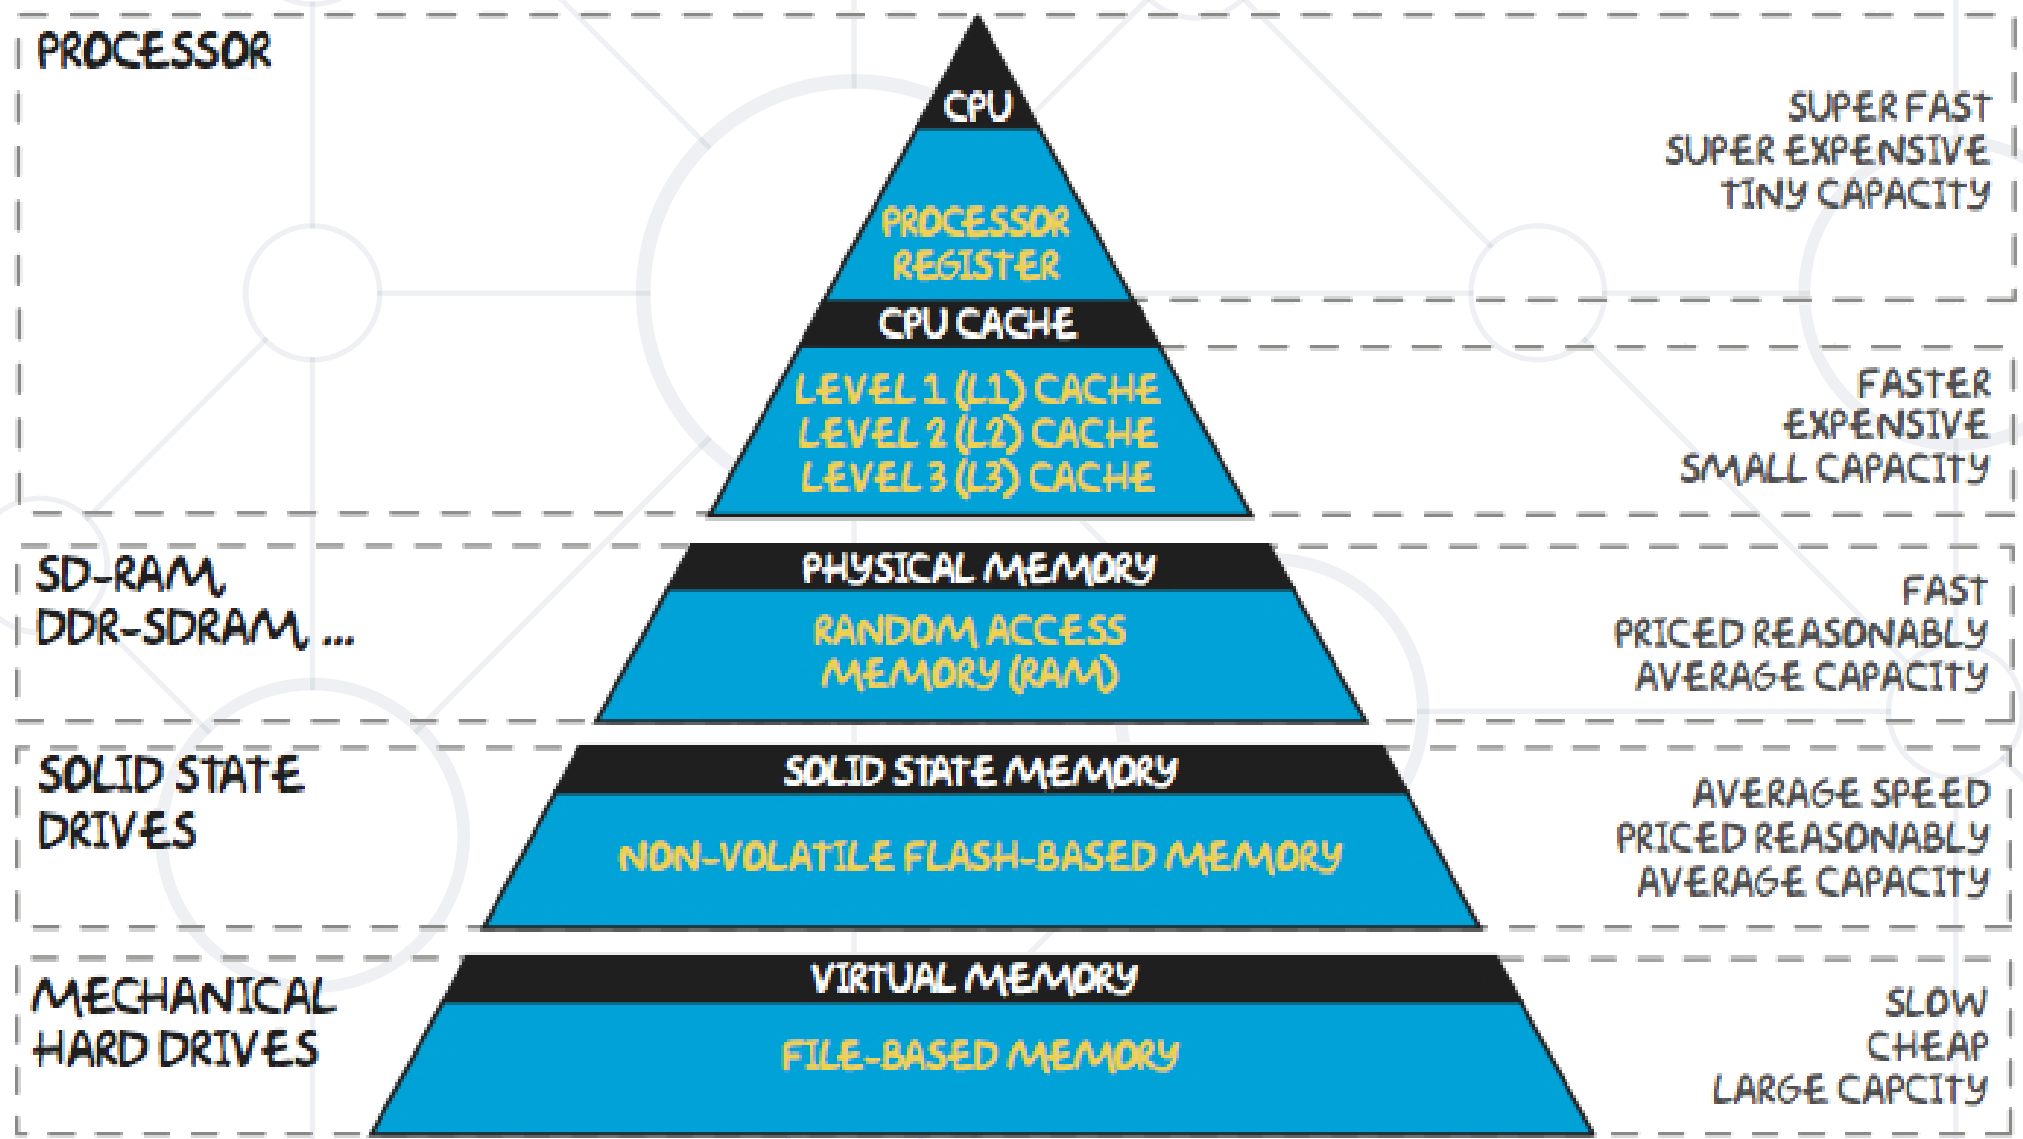 PROCESSOR
CPU
SUPER FAST
SUPER EXPENSIVE
TINY CAPACITY
PROCESSOR
REGISTER
CPU CACHE
LEVEL 1 (L1) CACHE
LEVEL 2 (L2) CACHE
LEVEL 3 (L3) CACHE
FASTER
EXPENSIVE
SMALL CAPACITY
SD-RAM,
DDR-SDRAM, ...
PHYSICAL MEMORY
RANDOM ACCESS
MEMORY (RAM)
FAST
PRICED REASONABLY
AVERAGE CAPACITY
SOLID STATE
DRIVES
SOLID STATE MEMORY
NON-VOLATILE FLASH-BASED MEMORY
AVERAGE SPEED
PRICED REASONABLY
AVERAGE CAPACITY
MECHANICAL
HARD DRIVES
VIRTUAL MEMORY
FILE-BASED MEMORY
SLOW
CHEAP
LARGE CAPCITY